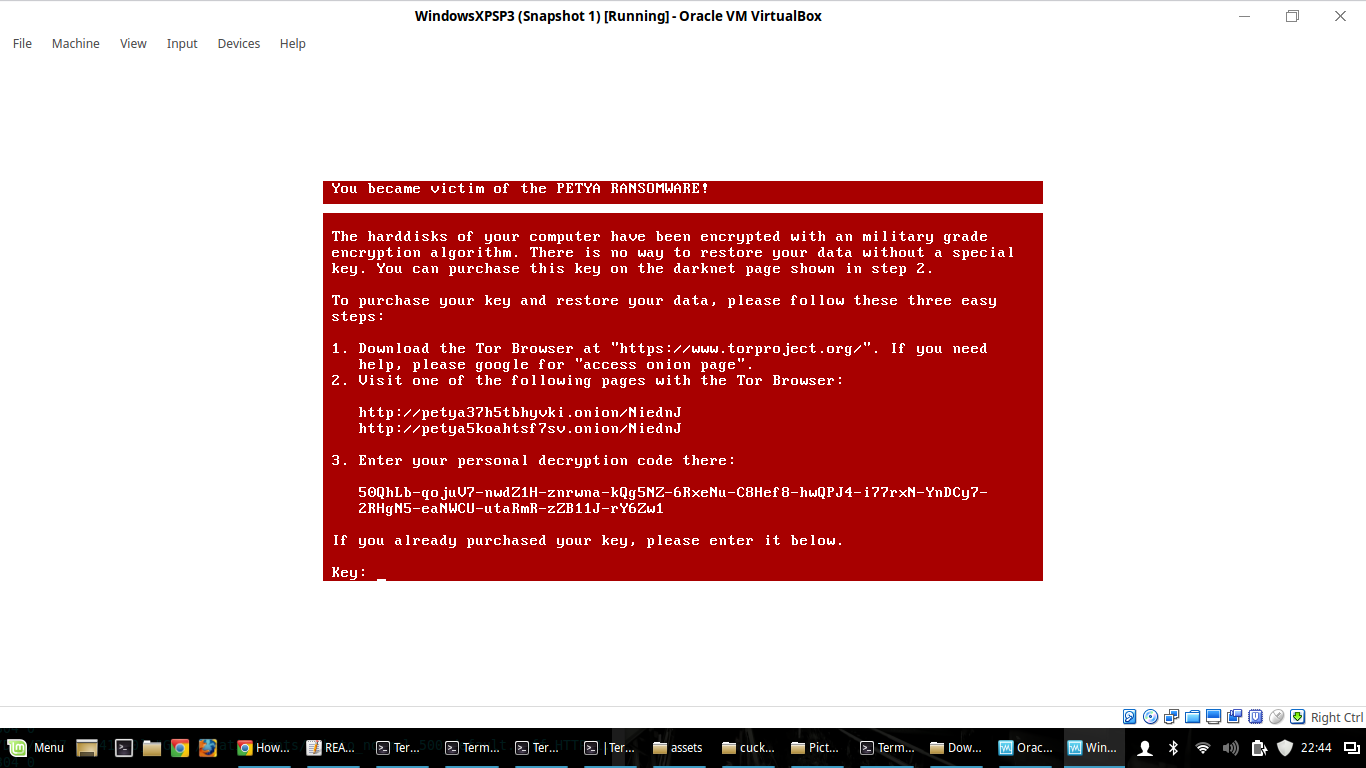 WindowsXPSP3 (Snapshot 1) [Running] - Oracle VM VirtualBox
File Machine View Input Devices Help
You became victim of the PETYA RANSOMWARE!
The harddisks of your computer have been encrypted with an military grade
encryption algorithm. There is no way to restore your data without a special
key. You can purchase this key on the darknet page shown in step 2.
To purchase your key and restore your data, please follow these three easy
steps:
1. Download the Tor Browser at "https://www.torproject.org/". If you need
help, please google for "access onion page".
2. Visit one of the following pages with the Tor Browser:
http://petya37h5tbhyvki.onion/NiednJ
http://petya5koahtsf7sv.onion/NiednJ
3. Enter your personal decryption code there:
50QhLb-qojuV7-nwdZ1H-znrwna-kQg5NZ-6RxeNu-C8Hef8-hwQPJ4-i77rxN-YnDCy7-
2RHgN5-eaNWCU-utaRmR-zZB11J-rY6Zw1
If you already purchased your key, please enter it below.
Key: _
Right Ctrl
Menu How... REA... Ter... Term... Ter... | Ter... assets cuck... Pict... Term... Dow... Orac... Win... 22:44